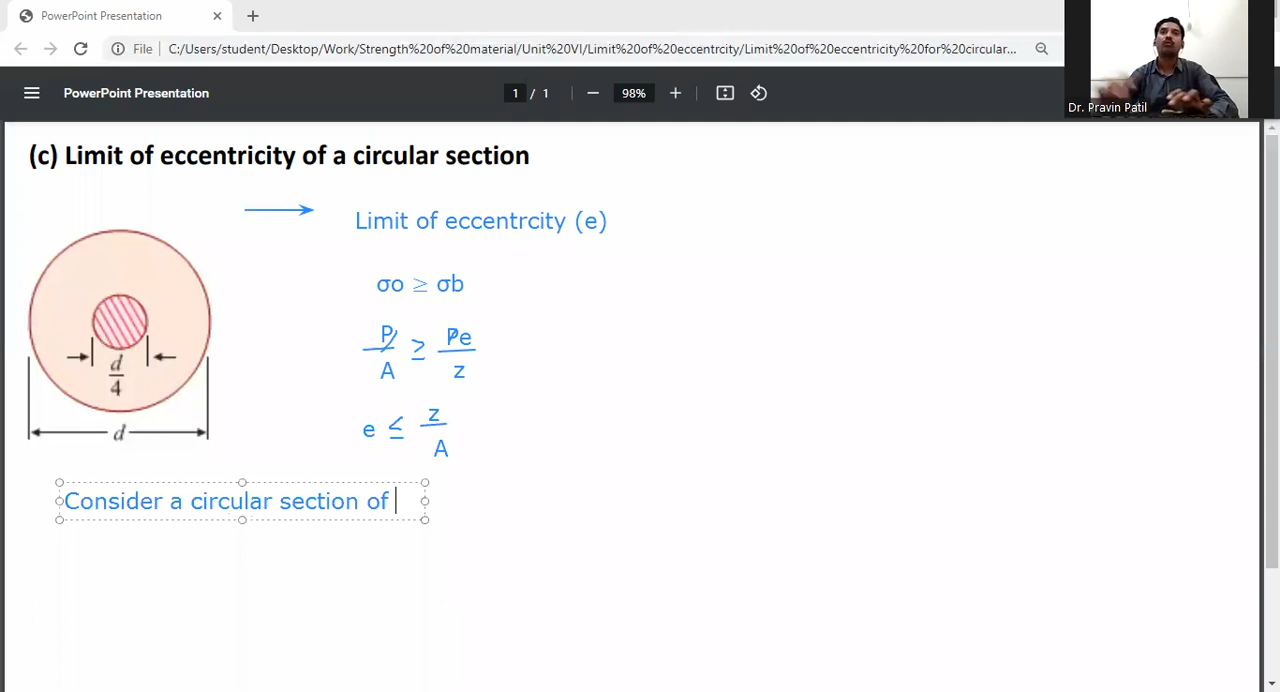 PowerPoint Presentation
File
C:/Users/student/Desktop/Work/Strength%20of%20material/Unit%20VI/Limit%20of%20eccentrcity/Limit%20of%20eccentricity%20for%20circular...
PowerPoint Presentation
1 / 1
98%
Dr. Pravin Patil
(c) Limit of eccentricity of a circular section
Limit of eccentrcity (e)
σo ≥ σb
P/A ≥ Pe/z
e ≤ z/A
d/4
d
Consider a circular section of